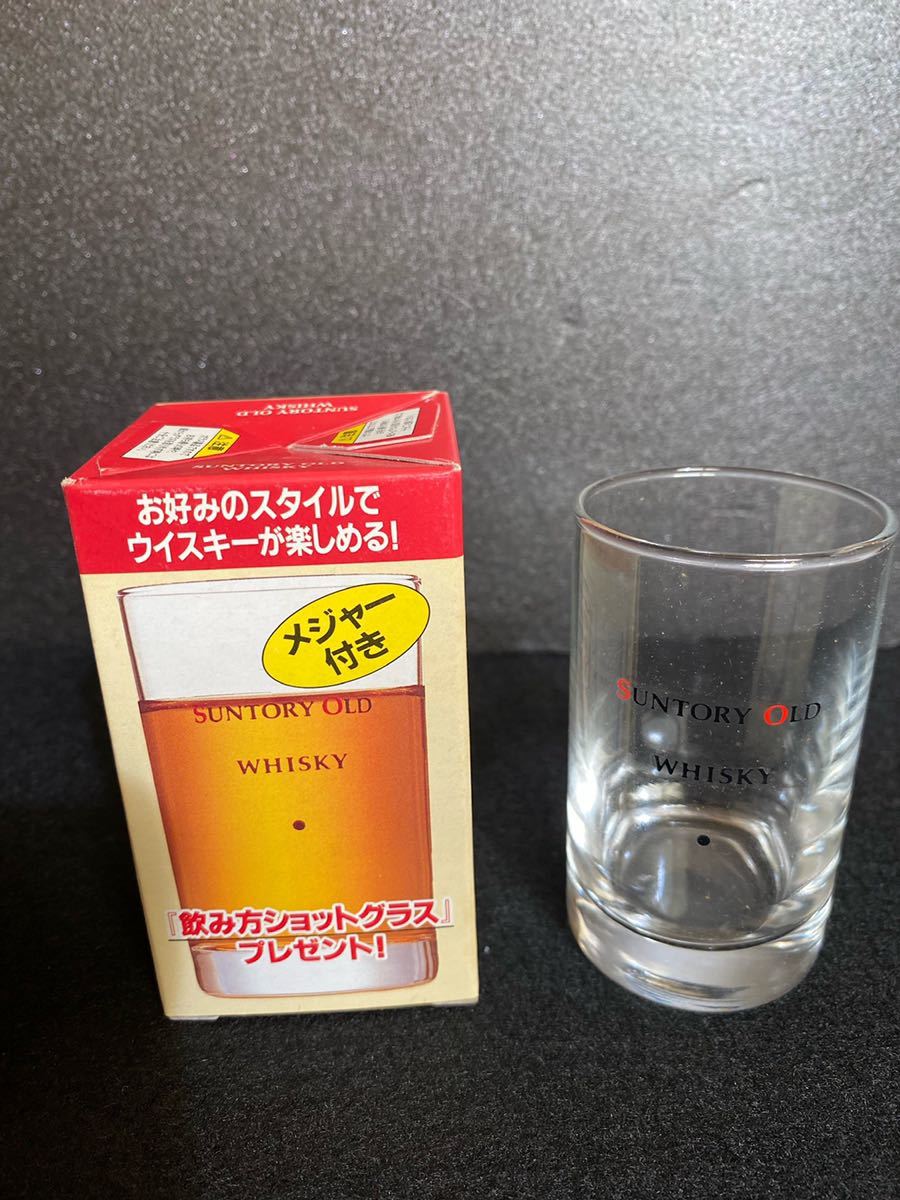 SUNTORY OLD
WHISKY
お好みのスタイルで
ウイスキーが楽しめる!
メジャー
付き
SUNTORY OLD
WHISKY
『飲み方ショットグラス』
プレゼント!
SUNTORY OLD
WHISKY